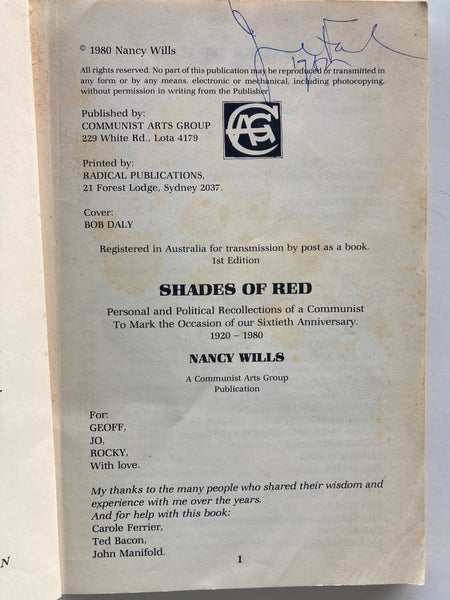 © 1980 Nancy Wills
All rights reserved. No part of this publication may be reproduced or transmitted in
any form or by any means, electronic or mechanical, including photocopying,
without permission in writing from the Publisher
Published by:
COMMUNIST ARTS GROUP
229 White Rd., Lota 4179
CAG
Printed by:
RADICAL PUBLICATIONS,
21 Forest Lodge, Sydney 2037.
Cover:
BOB DALY
Registered in Australia for transmission by post as a book.
1st Edition
SHADES OF RED
Personal and Political Recollections of a Communist
To Mark the Occasion of our Sixtieth Anniversary.
1920 – 1980
NANCY WILLS
A Communist Arts Group
Publication
For:
GEOFF,
JO,
ROCKY,
With love.
My thanks to the many people who shared their wisdom and
experience with me over the years.
And for help with this book:
Carole Ferrier,
Ted Bacon,
John Manifold.
1
N